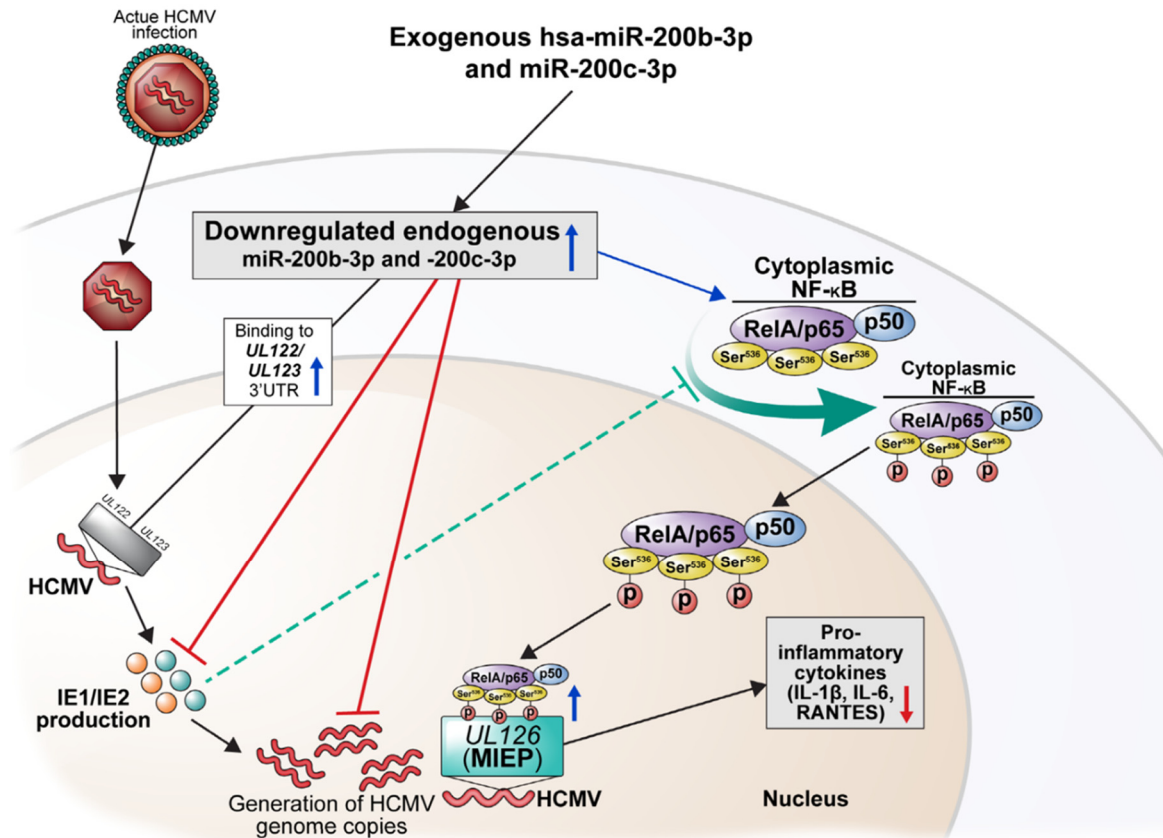 Actue HCMV
infection
Exogenous hsa-miR-200b-3p
and miR-200c-3p
Downregulated endogenous
miR-200b-3p and -200c-3p
Binding to
UL122/
UL123
3'UTR
Cytoplasmic
NF-κB
RelA/p65
p50
Ser536
Ser536
Ser536
Cytoplasmic
NF-κB
RelA/p65
p50
Ser536
Ser536
Ser536
p
p
p
RelA/p65
p50
Ser536
Ser536
Ser536
p
p
p
UL122
UL123
HCMV
IE1/IE2
production
Generation of HCMV
genome copies
RelA/p65
p50
Ser536
Ser536
Ser536
p
p
p
UL126
(MIEP)
HCMV
Pro-
inflammatory
cytokines
(IL-1β, IL-6,
RANTES)
Nucleus